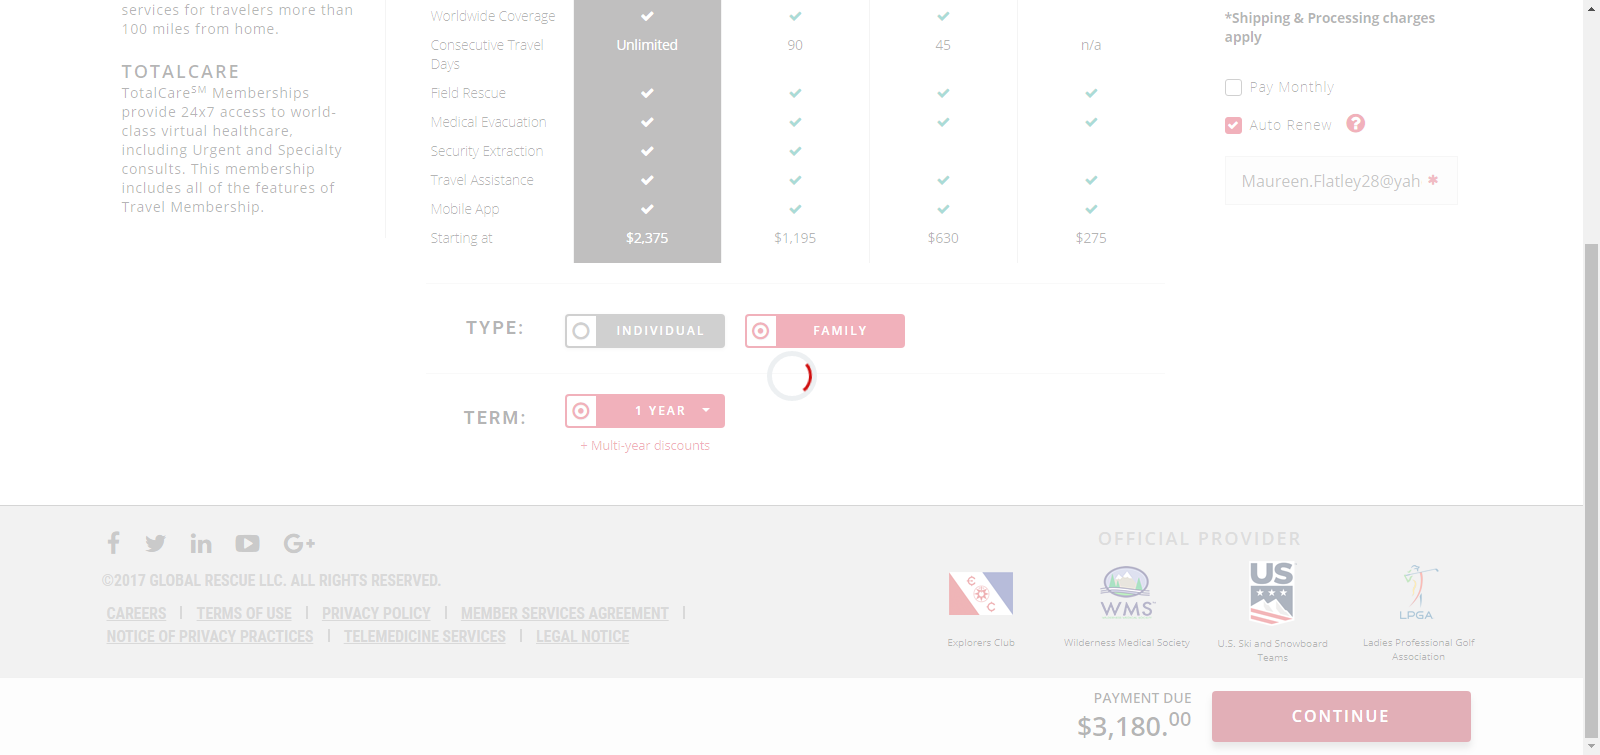 services for travelers more than
100 miles from home.
TOTALCARE
TotalCareSM Memberships
provide 24x7 access to world-
class virtual healthcare,
including Urgent and Specialty
consults. This membership
includes all of the features of
Travel Membership.
Worldwide Coverage
Consecutive Travel Days Unlimited 90 45 n/a
Field Rescue
Medical Evacuation
Security Extraction
Travel Assistance
Mobile App
Starting at $2,375 $1,195 $630 $275
*Shipping & Processing charges
apply
Pay Monthly
Auto Renew ?
Maureen.Flatley28@yah *
TYPE: INDIVIDUAL FAMILY
TERM: 1 YEAR
+ Multi-year discounts
©2017 GLOBAL RESCUE LLC. ALL RIGHTS RESERVED.
CAREERS | TERMS OF USE | PRIVACY POLICY | MEMBER SERVICES AGREEMENT |
NOTICE OF PRIVACY PRACTICES | TELEMEDICINE SERVICES | LEGAL NOTICE
OFFICIAL PROVIDER
WMS
US
LPGA
Explorers Club
Wilderness Medical Society
U.S. Ski and Snowboard
Teams
Ladies Professional Golf
Association
PAYMENT DUE
$3,180.00
CONTINUE